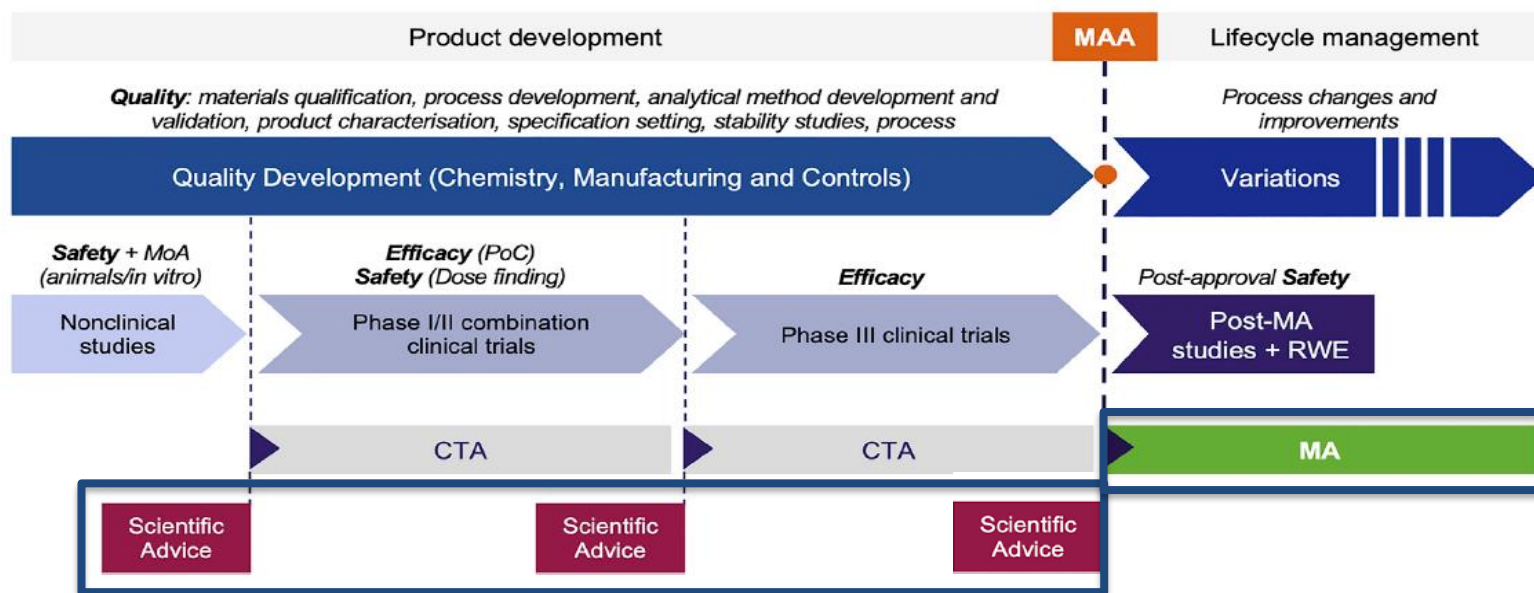 Product development
MAA
Lifecycle management
Quality: materials qualification, process development, analytical method development and
validation, product characterisation, specification setting, stability studies, process
Process changes and
improvements
Quality Development (Chemistry, Manufacturing and Controls)
Variations
Safety + MoA
(animals/in vitro)
Efficacy (PoC)
Safety (Dose finding)
Efficacy
Post-approval Safety
Nonclinical
studies
Phase I/II combination
clinical trials
Phase III clinical trials
Post-MA
studies + RWE
CTA
CTA
MA
Scientific
Advice
Scientific
Advice
Scientific
Advice